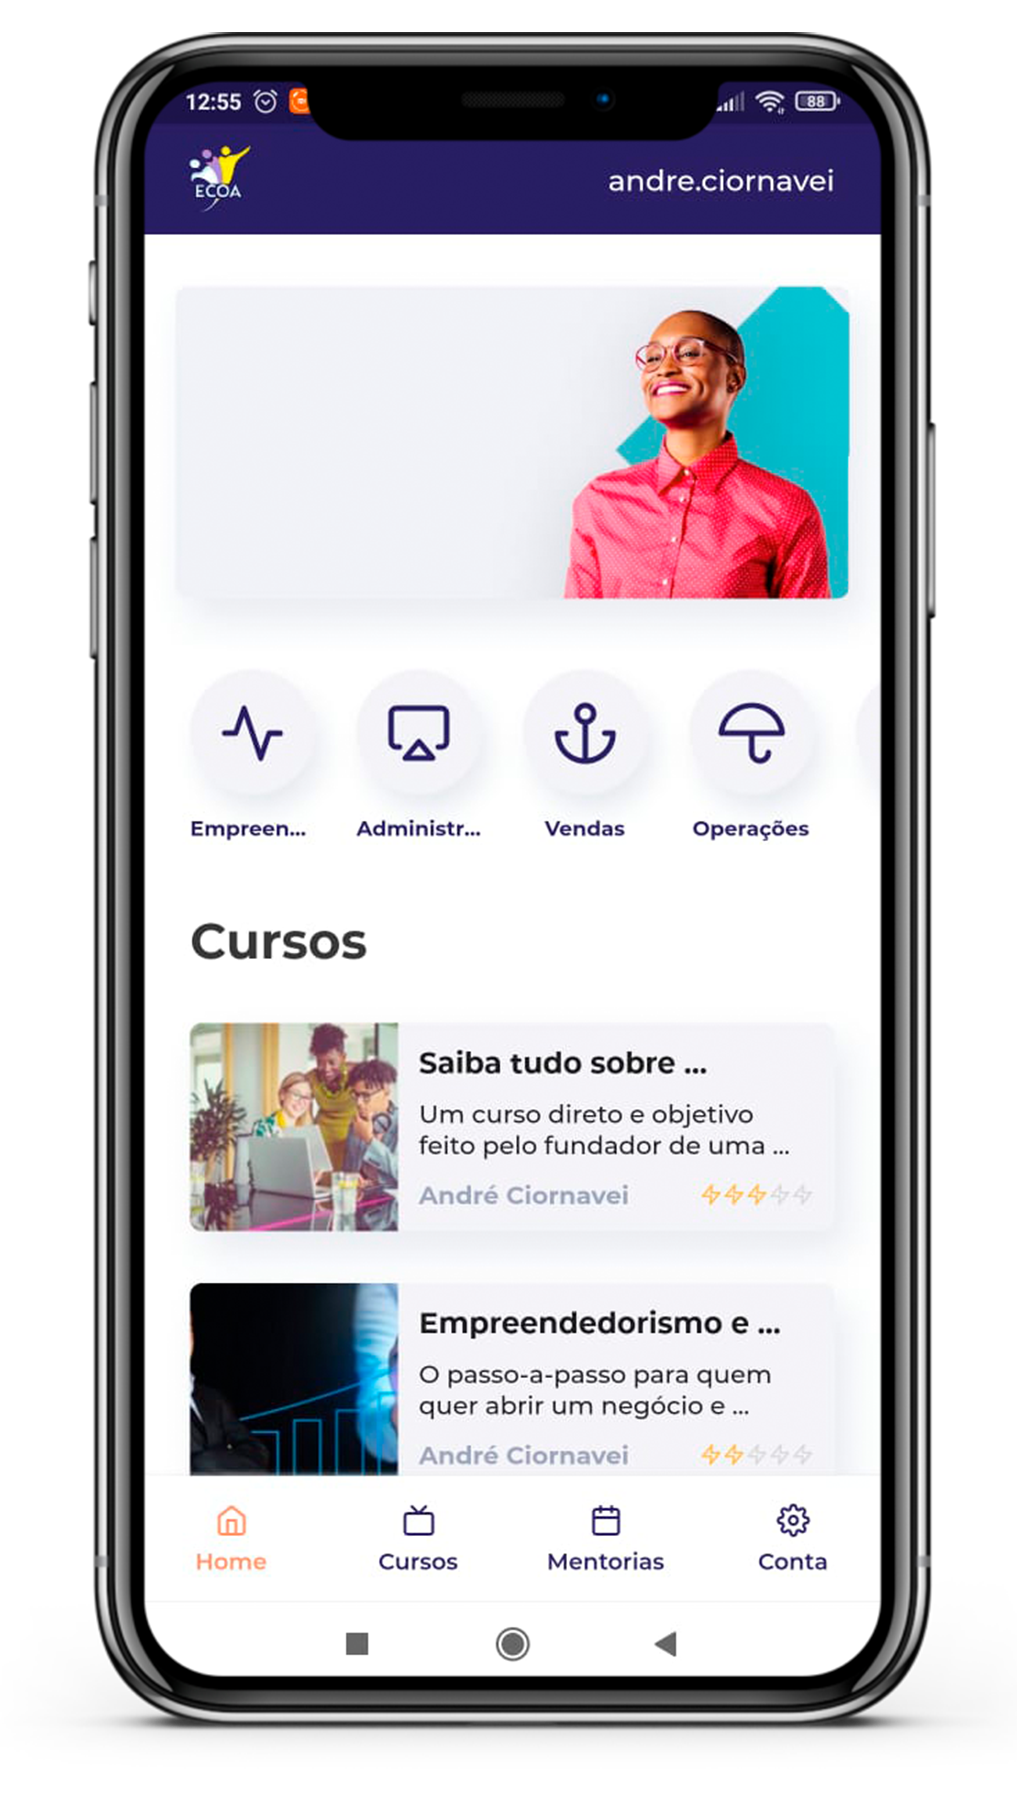 12:55
88
ECOA
andre.ciornavei
Empreen...
Administr...
Vendas
Operações
Cursos
Saiba tudo sobre ...
Um curso direto e objetivo
feito pelo fundador de uma ...
André Ciornavei
Empreendedorismo e ...
O passo-a-passo para quem
quer abrir um negócio e ...
André Ciornavei
Home
Cursos
Mentorias
Conta